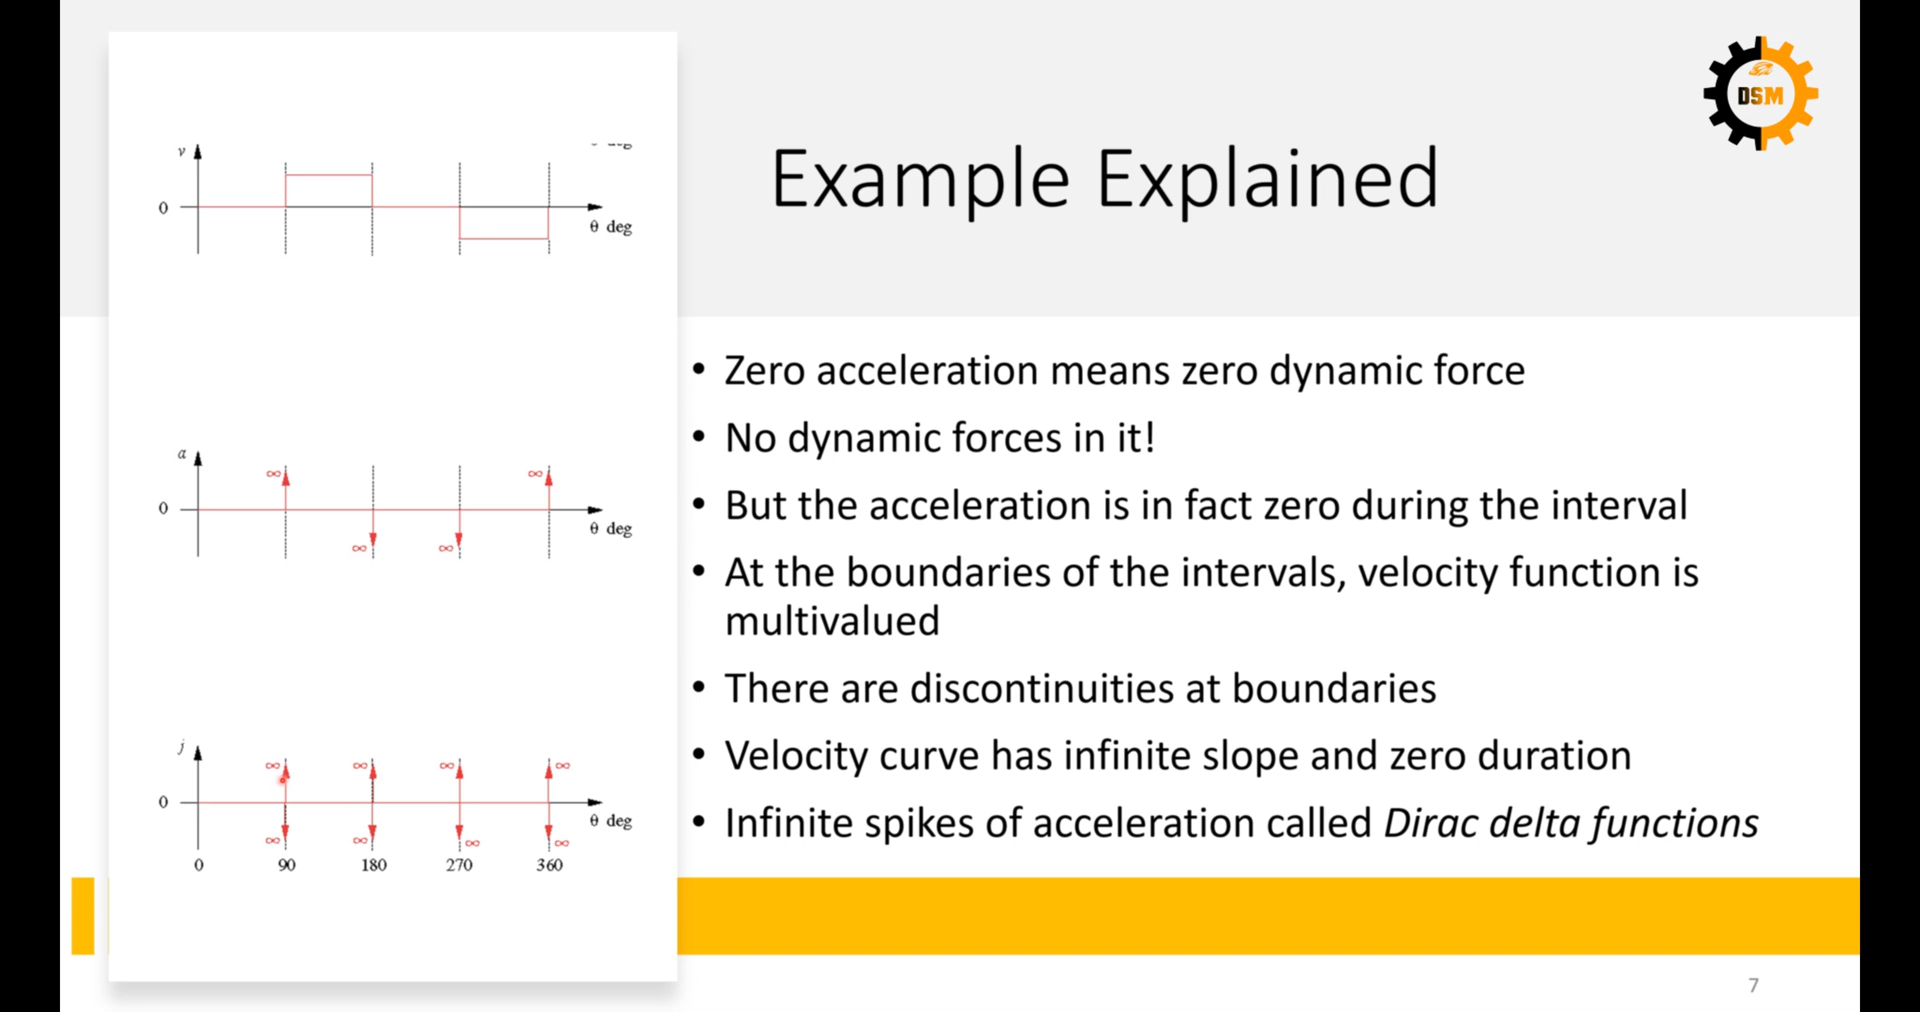 DSM
Example Explained
v
0
θ deg
a
∞
∞
0
∞
∞
θ deg
j
∞
∞
∞
∞
0
θ deg
∞
∞
∞
∞
0
90
180
270
360
• Zero acceleration means zero dynamic force
• No dynamic forces in it!
• But the acceleration is in fact zero during the interval
• At the boundaries of the intervals, velocity function is
multivalued
• There are discontinuities at boundaries
• Velocity curve has infinite slope and zero duration
• Infinite spikes of acceleration called Dirac delta functions
7